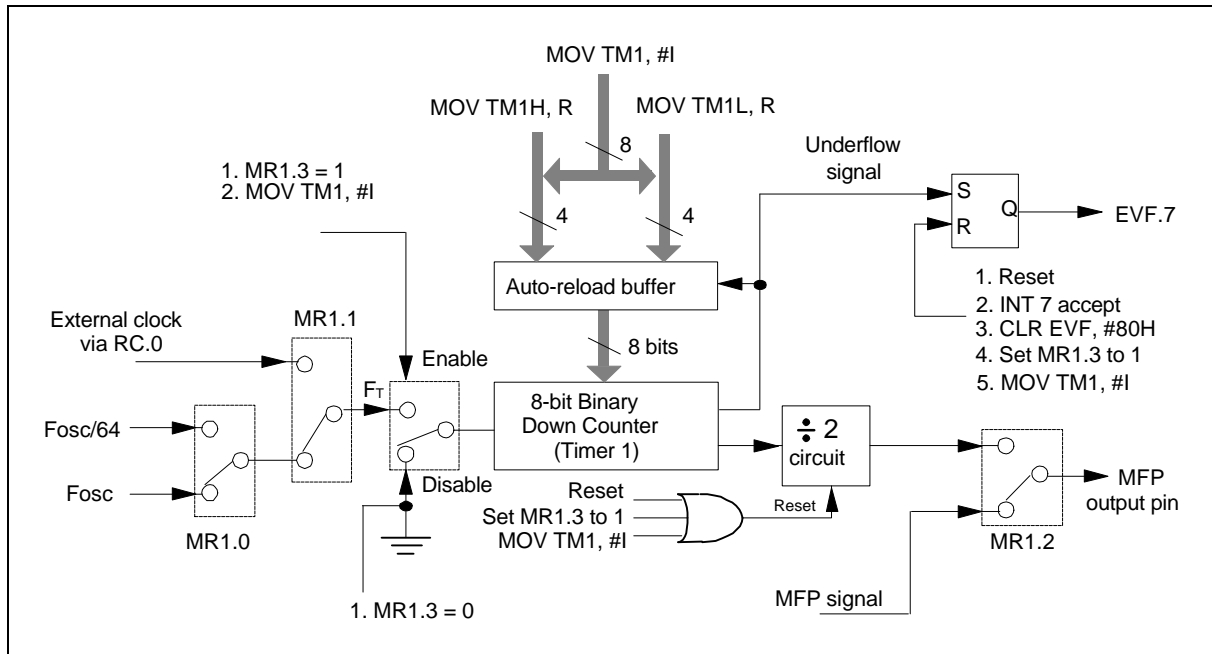 MOV TM1, #I
MOV TM1H, R
MOV TM1L, R
8
Underflow
signal
1. MR1.3 = 1
2. MOV TM1, #I
S
Q
R
EVF.7
4
4
Auto-reload buffer
1. Reset
2. INT 7 accept
3. CLR EVF, #80H
4. Set MR1.3 to 1
5. MOV TM1, #I
External clock
via RC.0
MR1.1
8 bits
Enable
FT
8-bit Binary
Down Counter
(Timer 1)
÷ 2
circuit
Fosc/64
Fosc
Disable
MFP
output pin
Reset
Set MR1.3 to 1
MOV TM1, #I
Reset
MR1.0
MR1.2
1. MR1.3 = 0
MFP signal